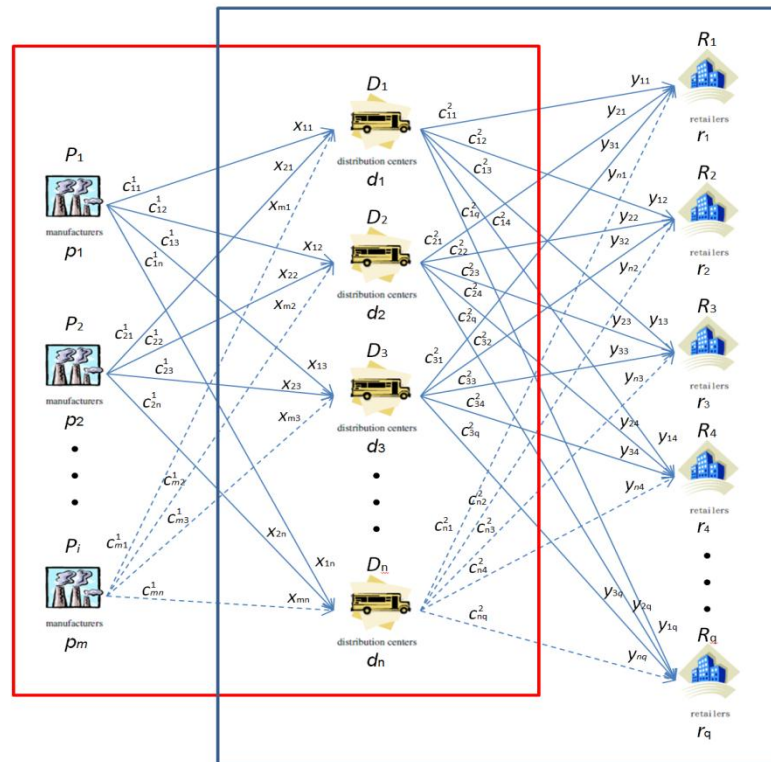 P1
manufacturers
p1
P2
manufacturers
p2
Pi
manufacturers
pm
c¹11
c¹12
c¹13
c¹1n
c¹21
c¹22
c¹23
c¹2n
c¹m1
c¹m2
c¹m3
c¹mn
x11
x21
xm1
x12
x22
xm2
x13
x23
xm3
x2n
x1n
xmn
D1
distribution centers
d1
D2
distribution centers
d2
D3
distribution centers
d3
Dn
distribution centers
dn
c²11
c²12
c²13
c²1q
c²14
c²21
c²22
c²23
c²24
c²2q
c²31
c²32
c²33
c²34
c²3q
c²n1
c²n2
c²n3
c²n4
c²nq
y11
y21
y31
yn1
y12
y22
y32
yn2
y23
y13
y33
yn3
y24
y14
y34
yn4
y3q
y2q
y1q
ynq
R1
retailers
r1
R2
retailers
r2
R3
retailers
r3
R4
retailers
r4
Rq
retailers
rq